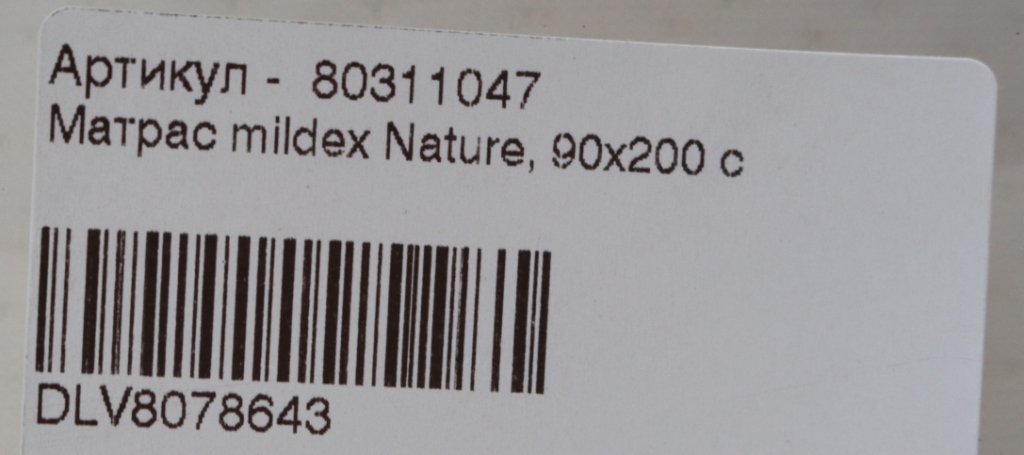 Артикул - 80311047
Матрас mildex Nature, 90x200 с
DLV8078643